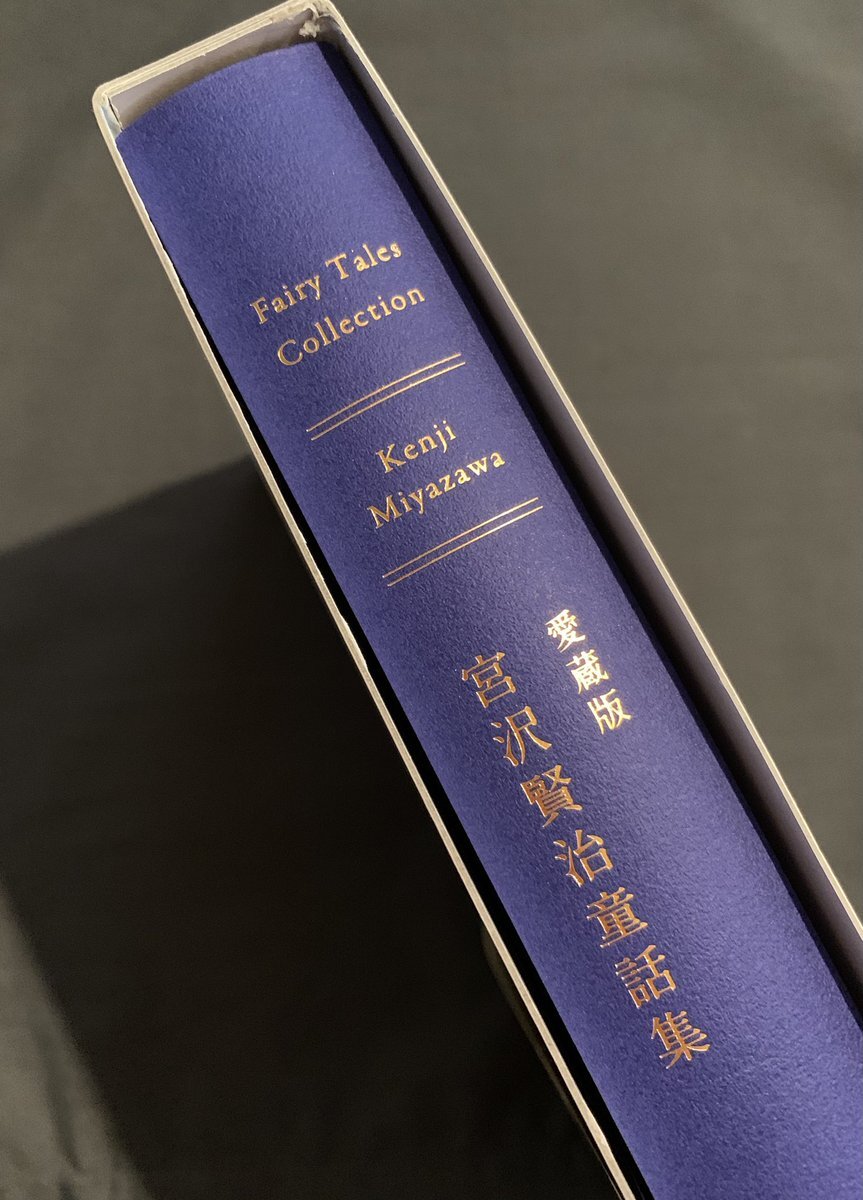 Fairy Tales
Collection
Kenji
Miyazawa
愛蔵版
宮沢賢治童話集